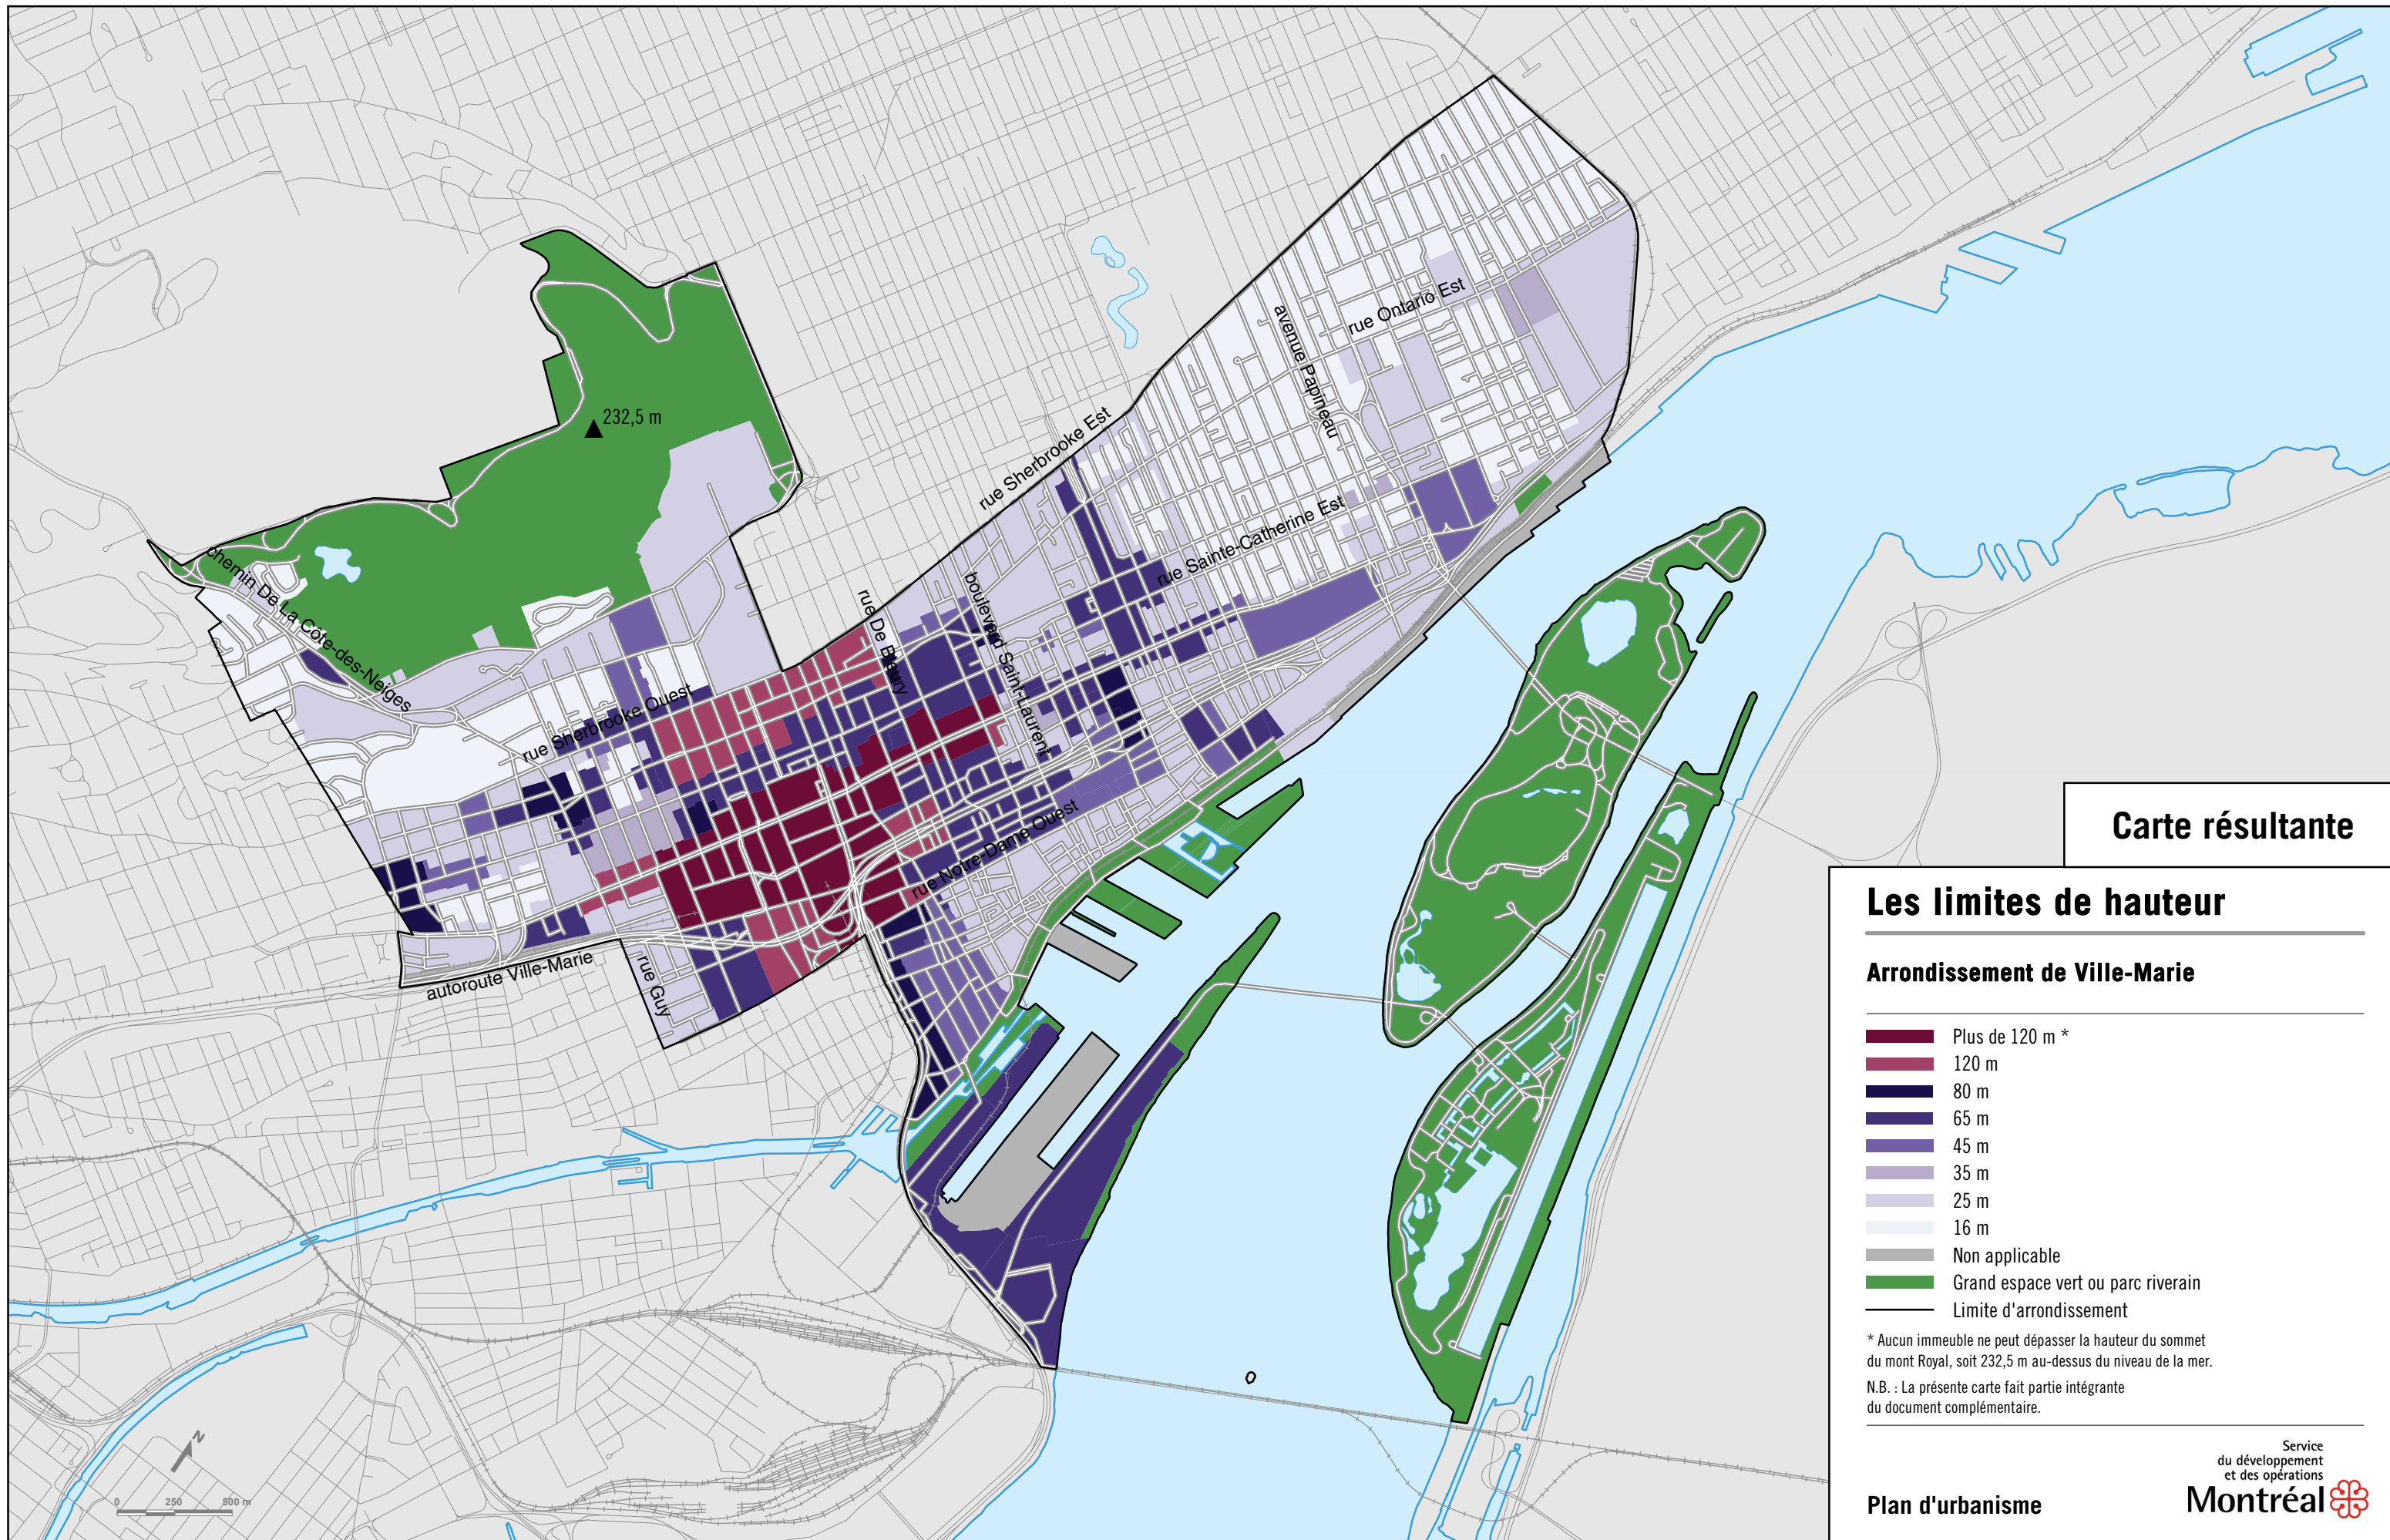 232,5 m
chemin De La Côte-des-Neiges
rue Sherbrooke Ouest
rue Sherbrooke Est
rue De Bleury
boulevard Saint-Laurent
avenue Papineau
rue Ontario Est
rue Sainte-Catherine Est
rue Notre-Dame Ouest
autoroute Ville-Marie
rue Guy
N
0 250 500 m
Carte résultante
Les limites de hauteur
Arrondissement de Ville-Marie
Plus de 120 m *
120 m
80 m
65 m
45 m
35 m
25 m
16 m
Non applicable
Grand espace vert ou parc riverain
Limite d'arrondissement
* Aucun immeuble ne peut dépasser la hauteur du sommet
du mont Royal, soit 232,5 m au-dessus du niveau de la mer.
N.B. : La présente carte fait partie intégrante
du document complémentaire.
Service
du développement
et des opérations
Plan d'urbanisme
Montréal